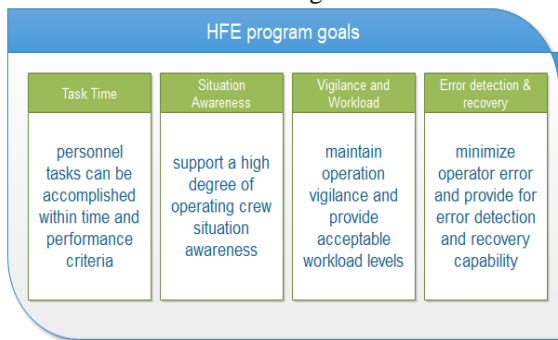 HFE program goals
Task Time
personnel
tasks can be
accomplished
within time and
performance
criteria
Situation
Awareness
support a high
degree of
operating crew
situation
awareness
Vigilance and
Workload
maintain
operation
vigilance and
provide
acceptable
workload levels
Error detection &
recovery
minimize
operator error
and provide for
error detection
and recovery
capability